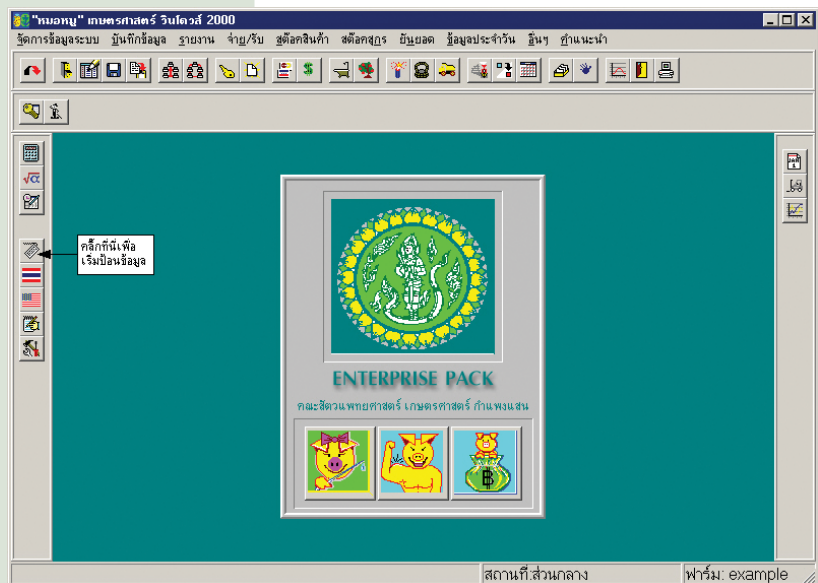 "หมอหมู" เกษตรศาสตร์ วินโดวส์ 2000
จัดการข้อมูลระบบ บันทึกข้อมูล รายงาน จ่าย/รับ สต๊อคสินค้า สต๊อคสุกร ยันยอด ข้อมูลประจำวัน อื่นๆ คำแนะนำ
คลิ๊กที่นี่เพื่อ
เริ่มป้อนข้อมูล
ENTERPRISE PACK
คณะสัตวแพทยศาสตร์ เกษตรศาสตร์ กำแพงแสน
สถานที่:ส่วนกลาง
ฟาร์ม: example